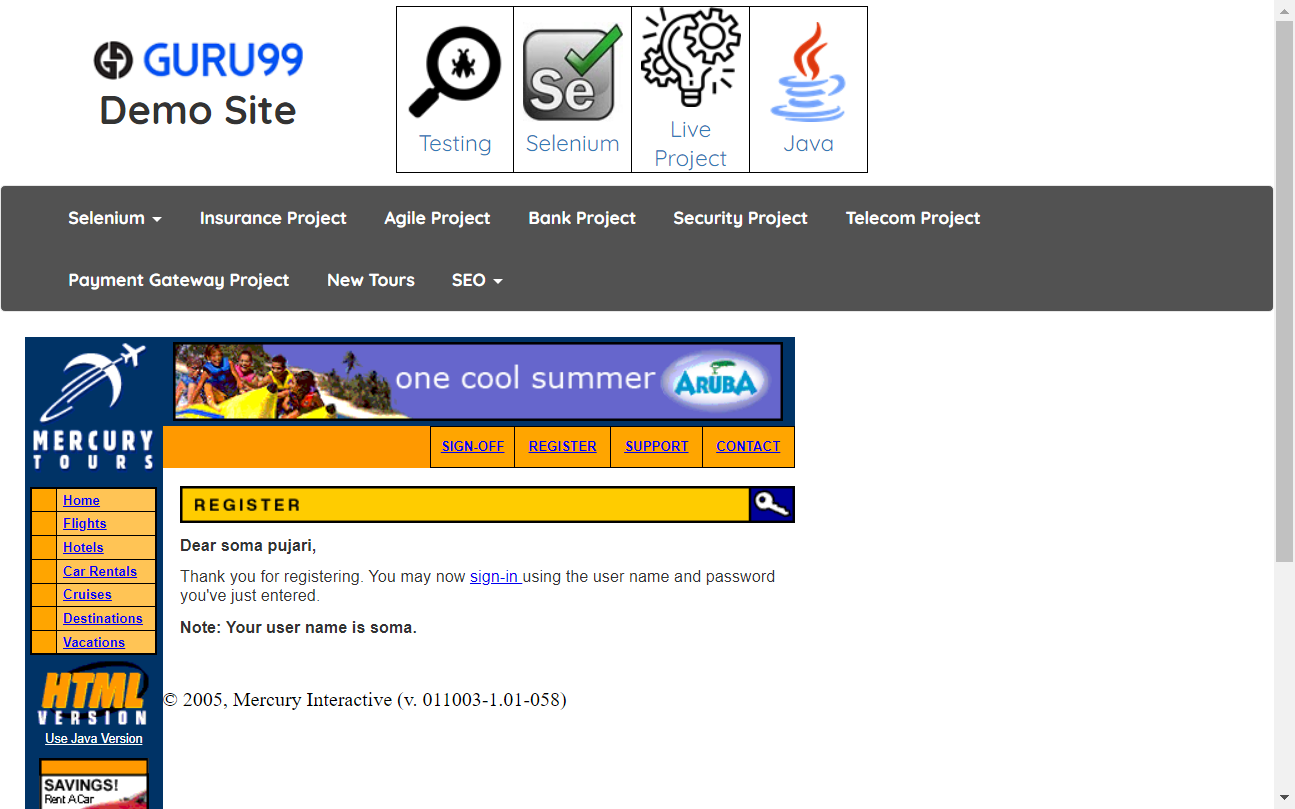 GURU99
Demo Site
Testing
Se
Selenium
Live
Project
Java
Selenium
Insurance Project
Agile Project
Bank Project
Security Project
Telecom Project
Payment Gateway Project
New Tours
SEO
MERCURY
TOURS
one cool summer
ARUBA
SIGN-OFF
REGISTER
SUPPORT
CONTACT
Home
Flights
Hotels
Car Rentals
Cruises
Destinations
Vacations
HTML
VERSION
Use Java Version
SAVINGS!
Rent A Car
REGISTER
Dear soma pujari,
Thank you for registering. You may now sign-in using the user name and password
you've just entered.
Note: Your user name is soma.
© 2005, Mercury Interactive (v. 011003-1.01-058)